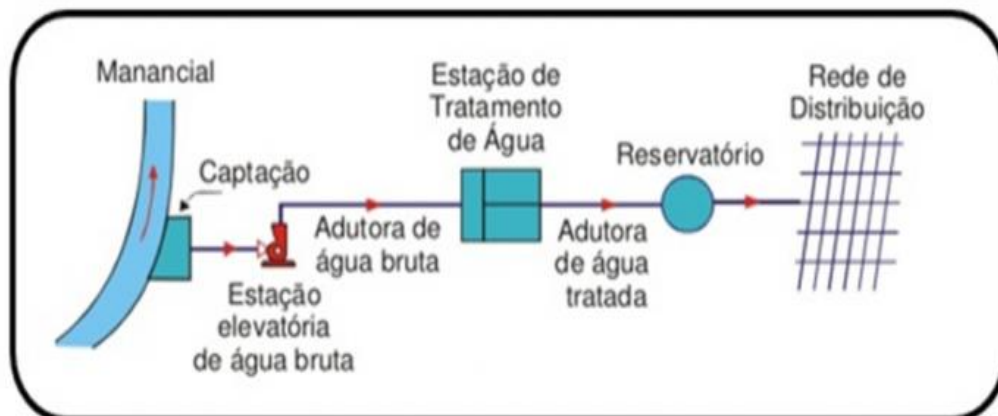 Manancial
Captação
Estação
elevatória
de água bruta
Adutora de
água bruta
Estação de
Tratamento
de Água
Adutora
de água
tratada
Reservatório
Rede de
Distribuição